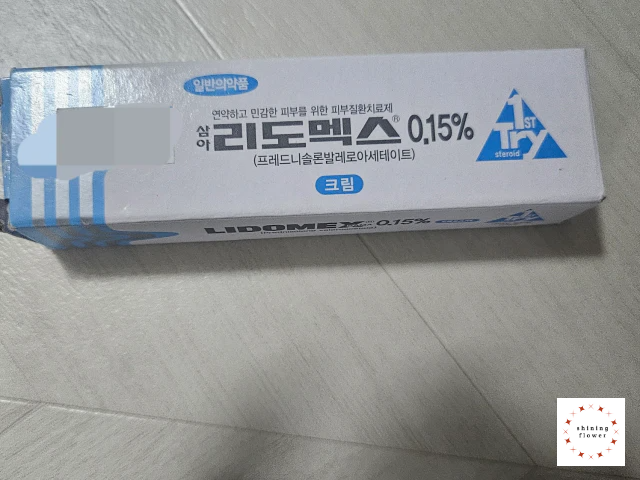 일반의약품
연약하고 민감한 피부를 위한 피부질환치료제
삼아 리도멕스® 0.15%
(프레드니솔론발레로아세테이트)
크림
1ST
Try
steroid
LIDOMEX 0.15%
shining
flower